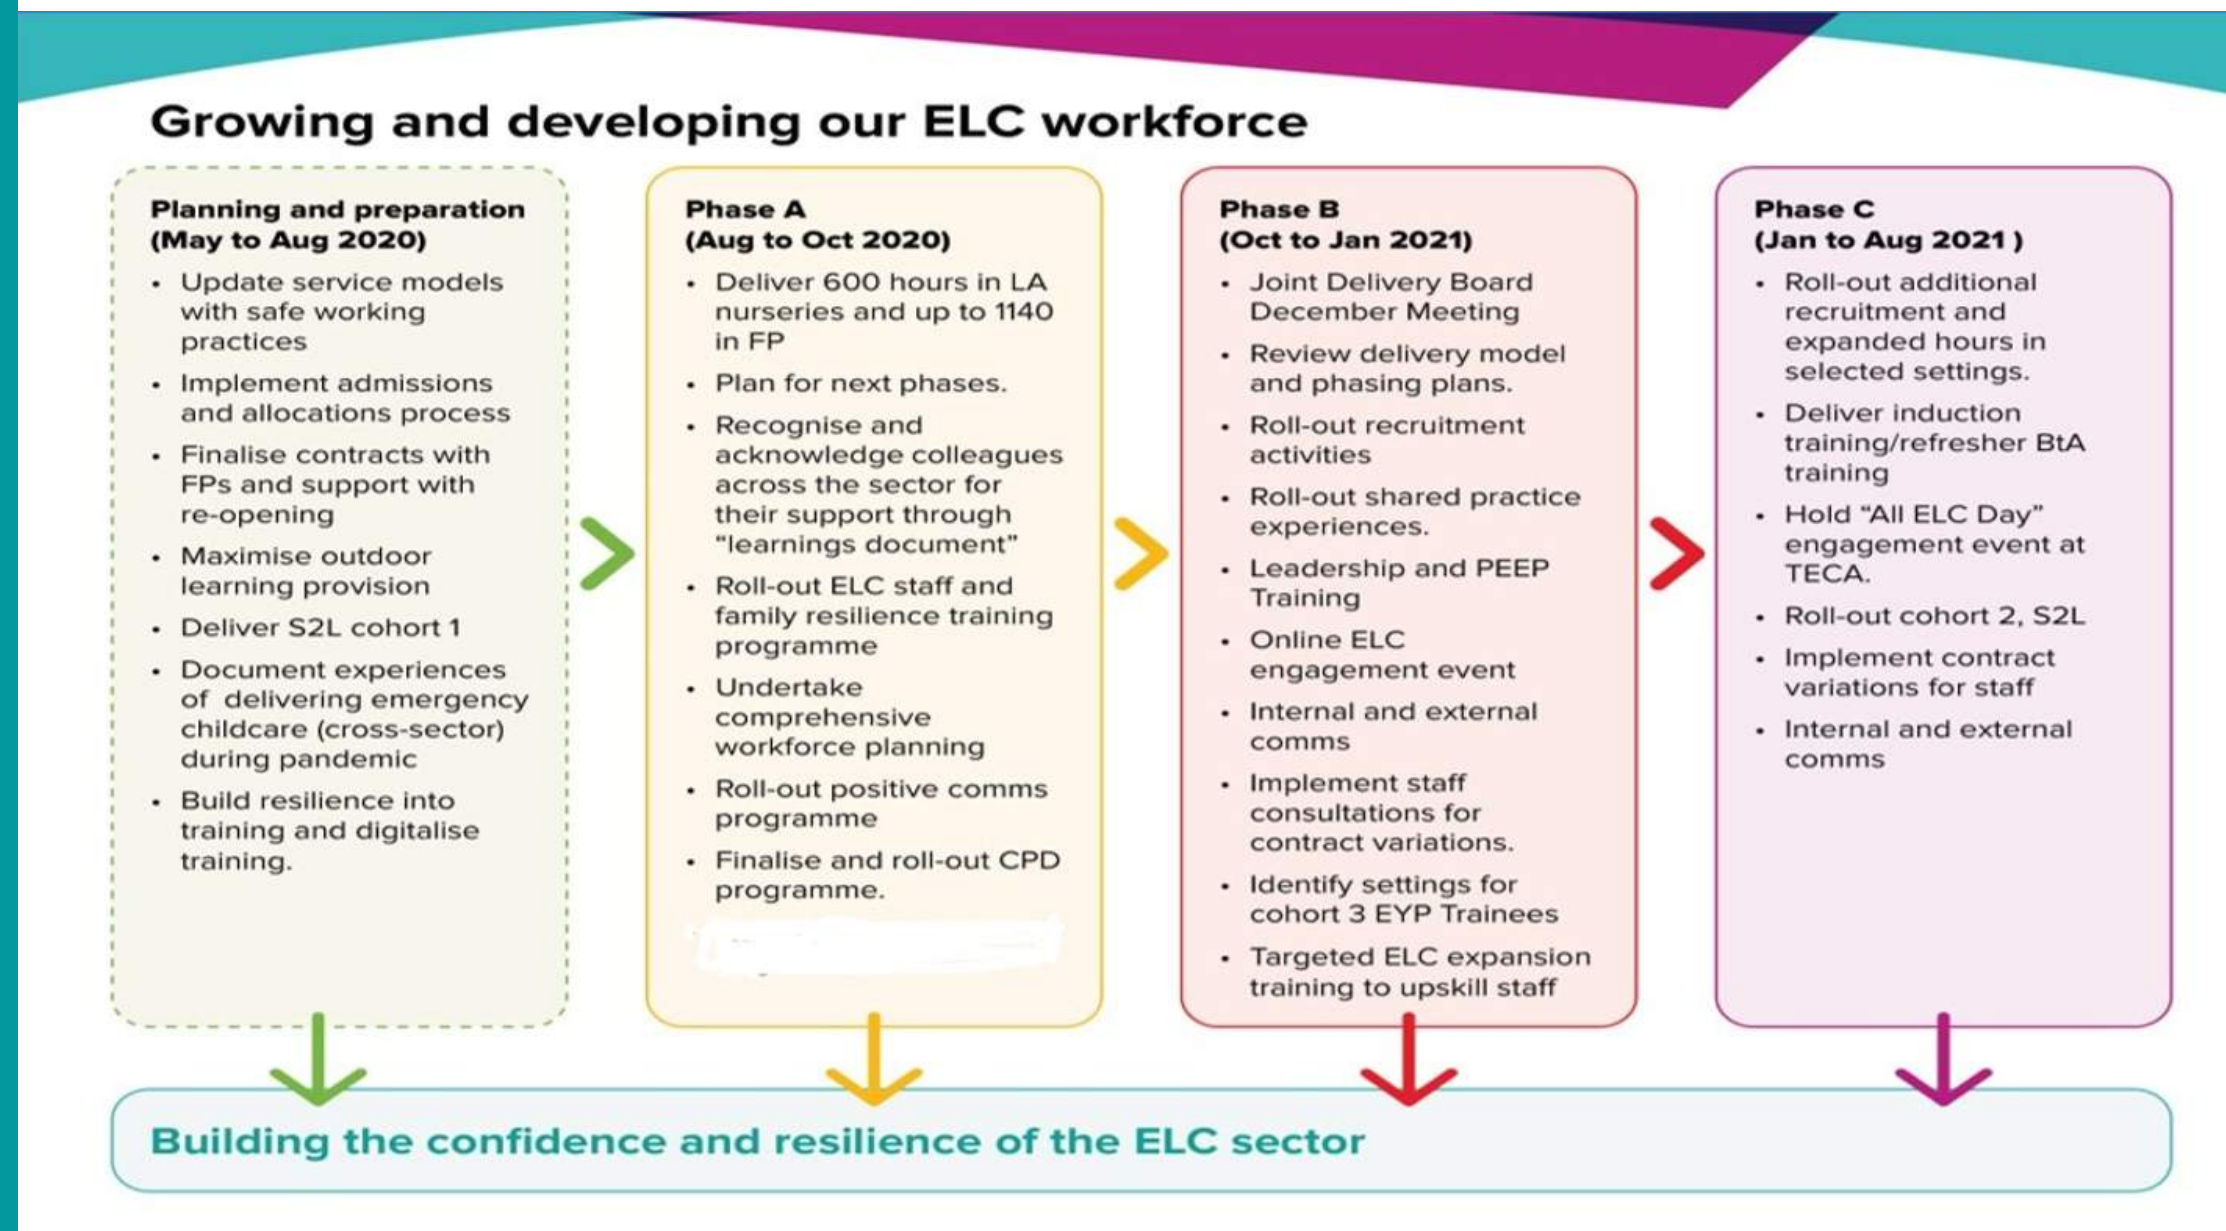 Growing and developing our ELC workforce
Planning and preparation
(May to Aug 2020)
• Update service models
with safe working
practices
• Implement admissions
and allocations process
• Finalise contracts with
FPs and support with
re-opening
• Maximise outdoor
learning provision
• Deliver S2L cohort 1
• Document experiences
of delivering emergency
childcare (cross-sector)
during pandemic
• Build resilience into
training and digitalise
training.
Phase A
(Aug to Oct 2020)
• Deliver 600 hours in LA
nurseries and up to 1140
in FP
• Plan for next phases.
• Recognise and
acknowledge colleagues
across the sector for
their support through
“learnings document”
• Roll-out ELC staff and
family resilience training
programme
• Undertake
comprehensive
workforce planning
• Roll-out positive comms
programme
• Finalise and roll-out CPD
programme.
Phase B
(Oct to Jan 2021)
• Joint Delivery Board
December Meeting
• Review delivery model
and phasing plans.
• Roll-out recruitment
activities
• Roll-out shared practice
experiences.
• Leadership and PEEP
Training
• Online ELC
engagement event
• Internal and external
comms
• Implement staff
consultations for
contract variations.
• Identify settings for
cohort 3 EYP Trainees
• Targeted ELC expansion
training to upskill staff
Phase C
(Jan to Aug 2021 )
• Roll-out additional
recruitment and
expanded hours in
selected settings.
• Deliver induction
training/refresher BtA
training
• Hold “All ELC Day”
engagement event at
TECA.
• Roll-out cohort 2, S2L
• Implement contract
variations for staff
• Internal and external
comms
Building the confidence and resilience of the ELC sector